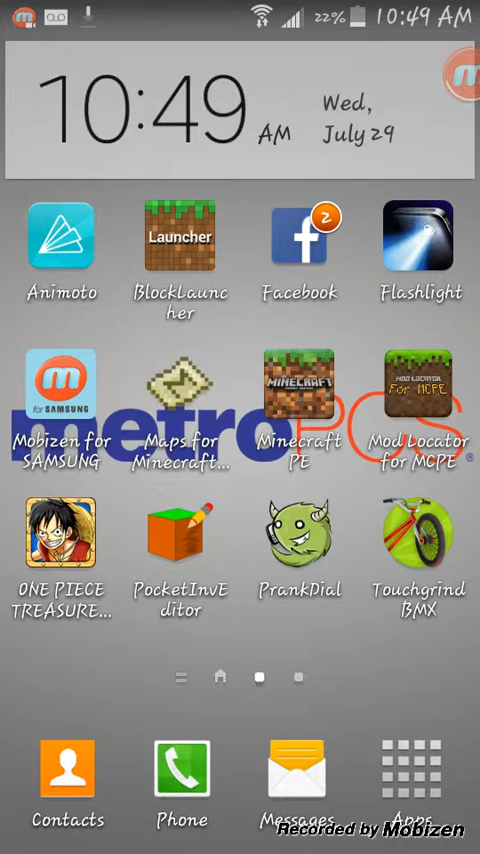 22% 10:49 AM
10:49 AM
Wed,
July 29
Launcher
2
Animoto
BlockLaunc
her
Facebook
Flashlight
for SAMSUNG
MINECRAFT
MOD LOCATOR
For MCPE
metroPCS®
Mobizen for
SAMSUNG
Maps for
Minecraft...
Minecraft
PE
Mod Locator
for MCPE
ONE PIECE
TREASURE...
PocketInvE
ditor
PrankDial
Touchgrind
BMX
Contacts
Phone
Messages
Apps
Recorded by Mobizen